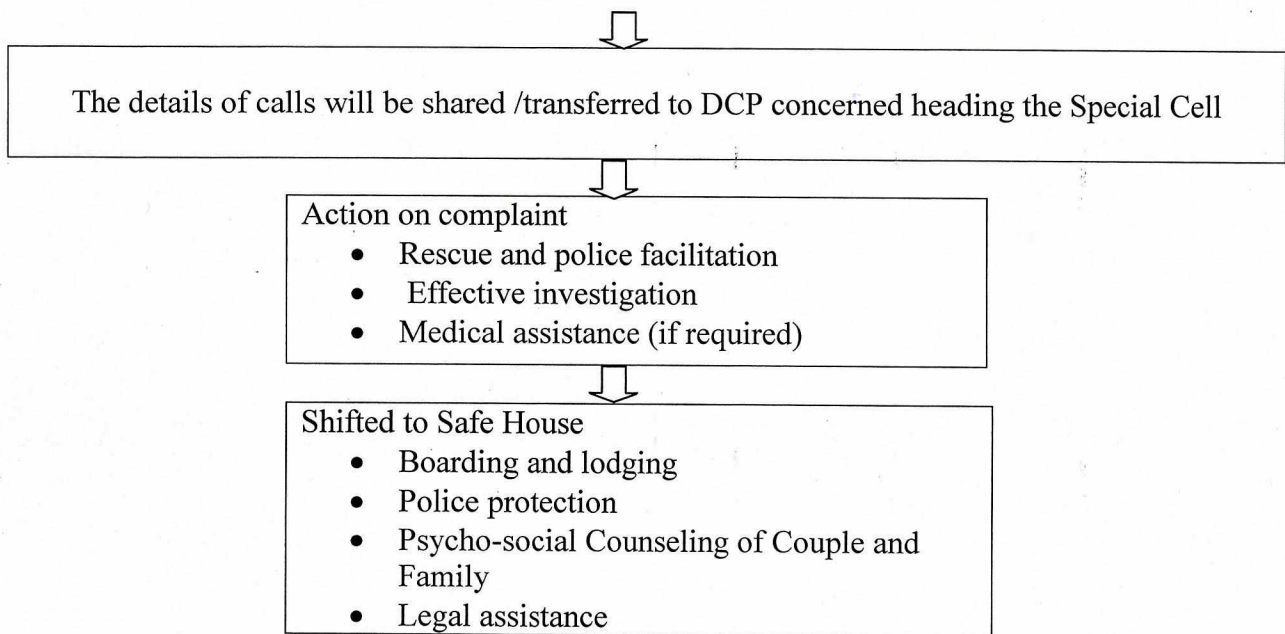 The details of calls will be shared /transferred to DCP concerned heading the Special Cell
Action on complaint
• Rescue and police facilitation
• Effective investigation
• Medical assistance (if required)
Shifted to Safe House
• Boarding and lodging
• Police protection
• Psycho-social Counseling of Couple and
Family
• Legal assistance